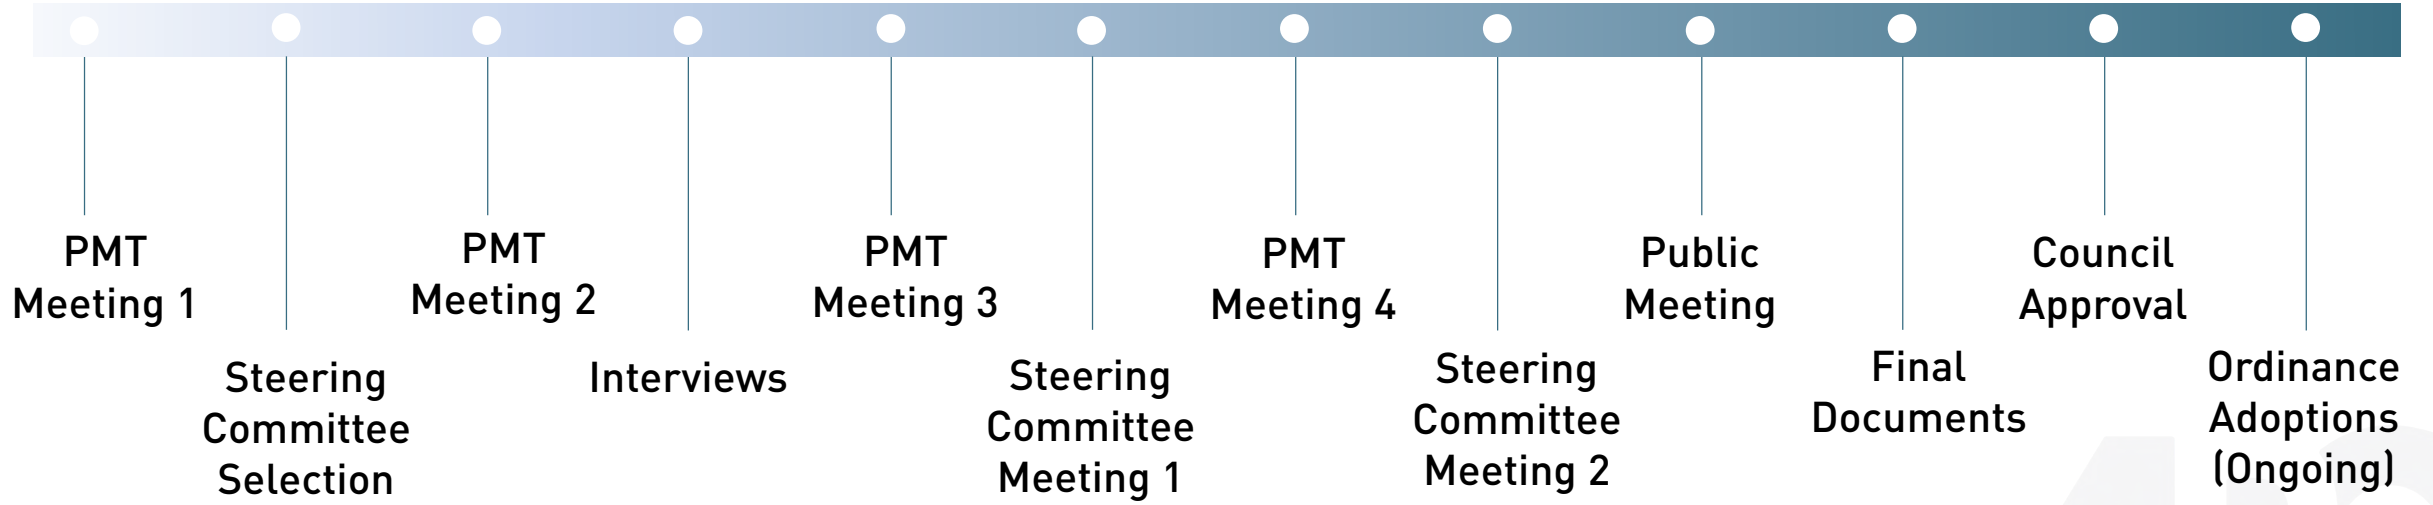 PMT
Meeting 1
Steering
Committee
Selection
PMT
Meeting 2
Interviews
PMT
Meeting 3
Steering
Committee
Meeting 1
PMT
Meeting 4
Steering
Committee
Meeting 2
Public
Meeting
Final
Documents
Council
Approval
Ordinance
Adoptions
(Ongoing)